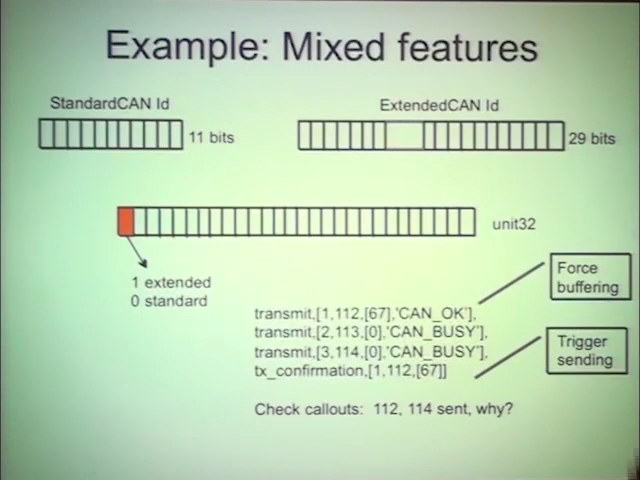 Example: Mixed features
StandardCAN Id
ExtendedCAN Id
11 bits
29 bits
unit32
1 extended
0 standard
Force
buffering
transmit,[1,112,[67],'CAN_OK'],
transmit,[2,113,[0],'CAN_BUSY'],
transmit,[3,114,[0],'CAN_BUSY'],
tx_confirmation,[1,112,[67]]
Trigger
sending
Check callouts: 112, 114 sent, why?